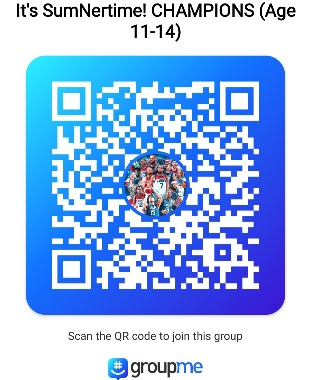 It's SumNertime! CHAMPIONS (Age
11-14)
Scan the QR code to join this group
groupme